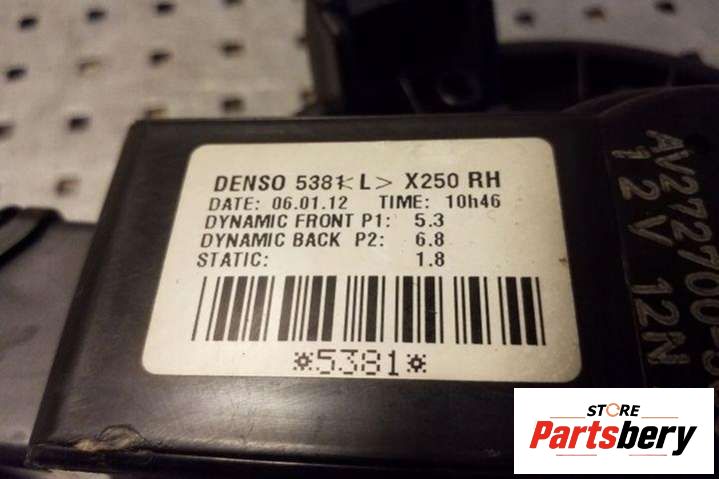 DENSO 5381<L> X250 RH
DATE: 06.01.12 TIME: 10h46
DYNAMIC FRONT P1: 5.3
DYNAMIC BACK P2: 6.8
STATIC: 1.8
*5381*
12V 12N
STORE
Partsbery